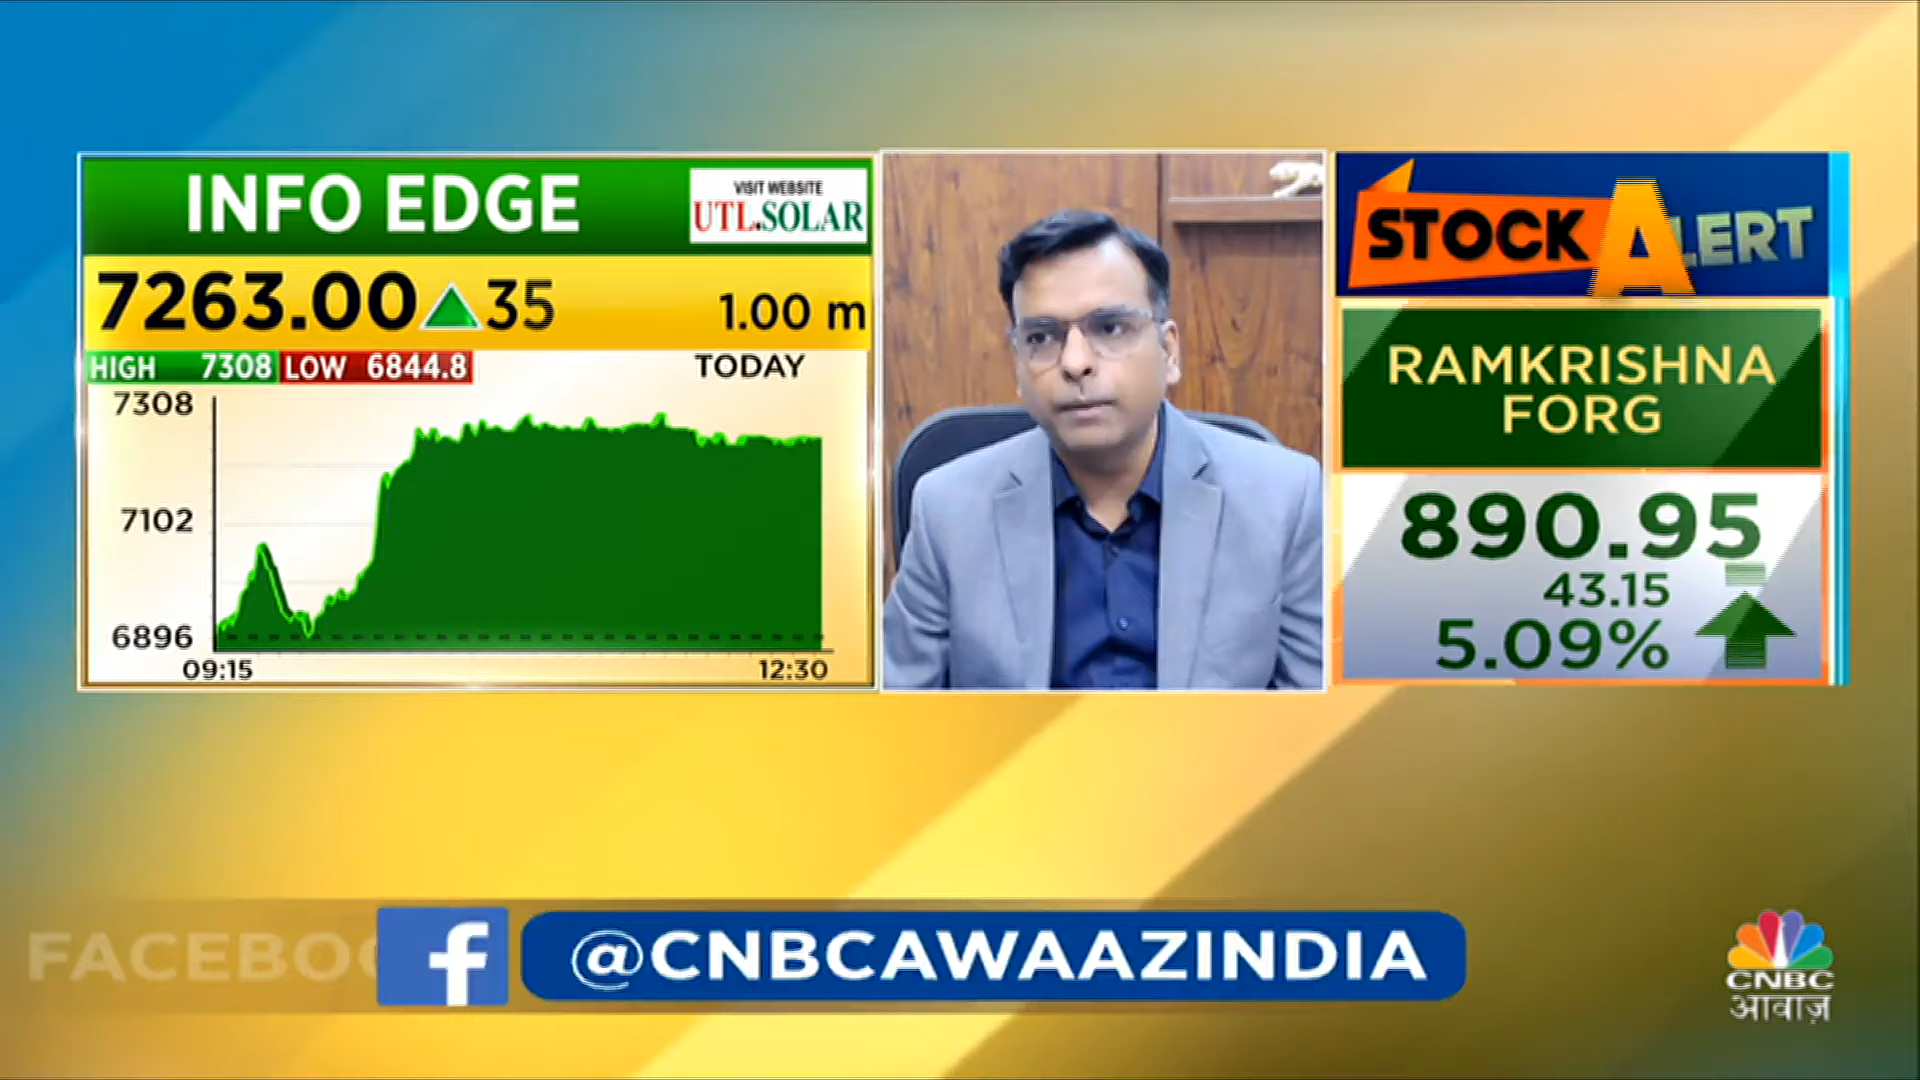 INFO EDGE
VISIT WEBSITE
UTL.SOLAR
7263.00 35 1.00 m
HIGH 7308 LOW 6844.8 TODAY
7308
7102
6896
09:15 12:30
STOCK ALERT
RAMKRISHNA
FORG
890.95
43.15
5.09%
FACEBOO
f
@CNBCAWAAZINDIA
CNBC
आवाज़